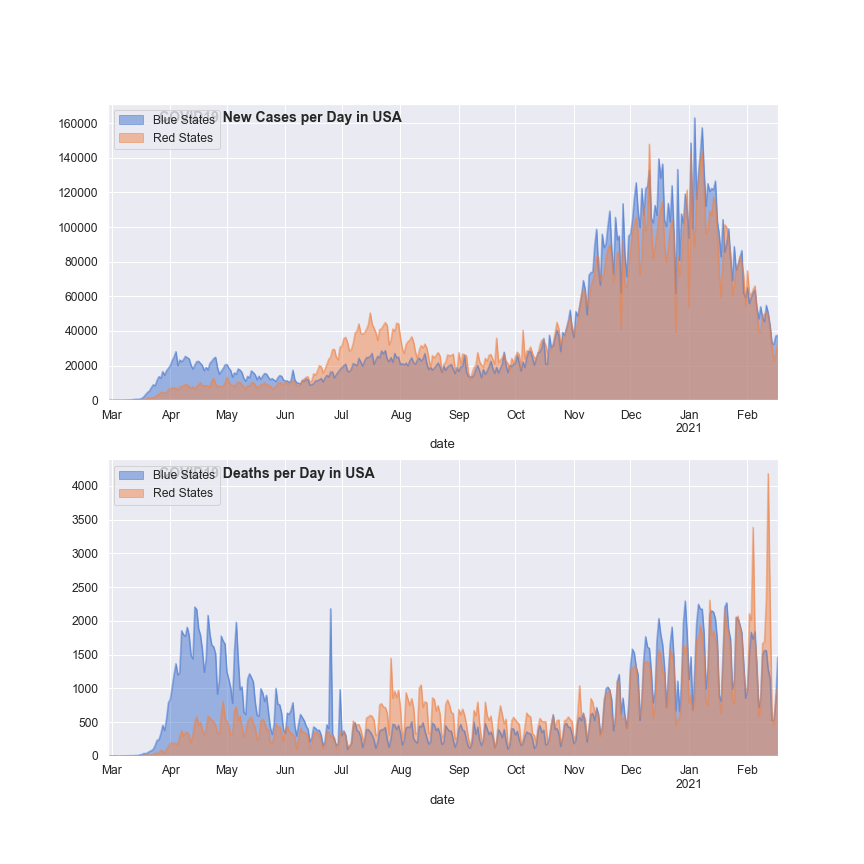 COVID19 New Cases per Day in USA
Blue States
Red States
160000
140000
120000
100000
80000
60000
40000
20000
0
Mar Apr May Jun Jul Aug Sep Oct Nov Dec Jan Feb
2021
date
COVID19 Deaths per Day in USA
Blue States
Red States
4000
3500
3000
2500
2000
1500
1000
500
0
Mar Apr May Jun Jul Aug Sep Oct Nov Dec Jan Feb
2021
date